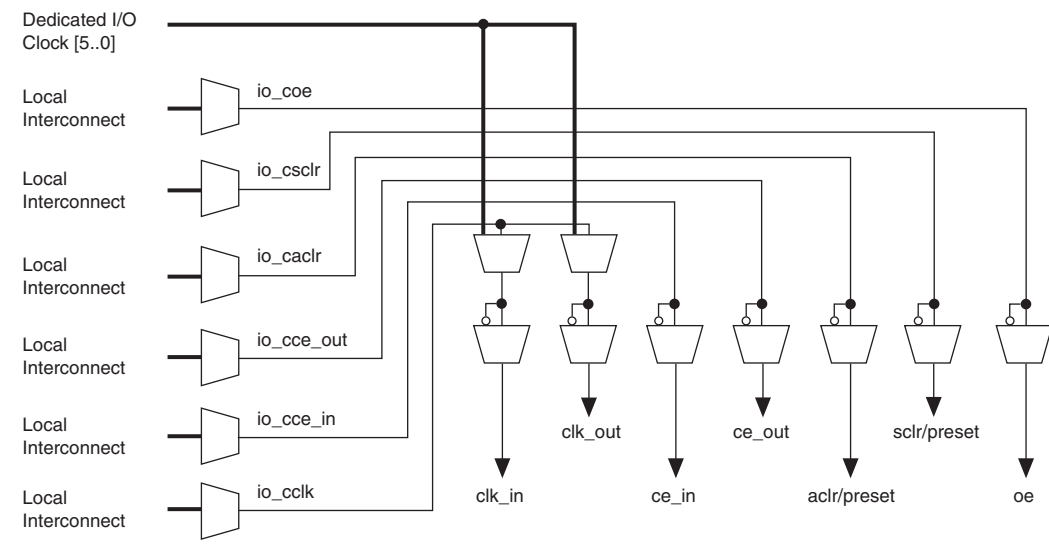 Dedicated I/O
Clock [5..0]
Local
Interconnect
io_coe
Local
Interconnect
io_csclr
Local
Interconnect
io_caclr
Local
Interconnect
io_cce_out
Local
Interconnect
io_cce_in
Local
Interconnect
io_cclk
clk_out
ce_out
sclr/preset
clk_in
ce_in
aclr/preset
oe